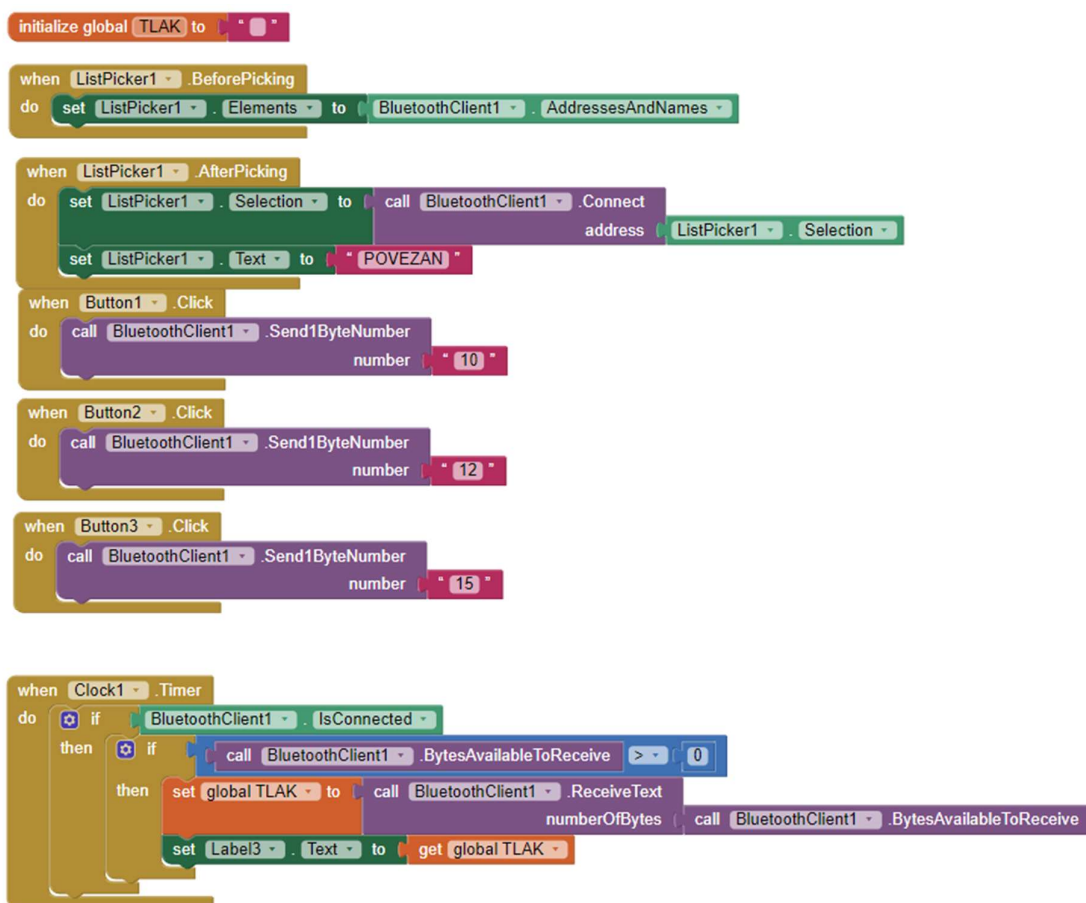 initialize global TLAK to " "
when ListPicker1 .BeforePicking
do set ListPicker1 . Elements to BluetoothClient1 . AddressesAndNames
when ListPicker1 .AfterPicking
do set ListPicker1 . Selection to call BluetoothClient1 .Connect
address ListPicker1 . Selection
set ListPicker1 . Text to " POVEZAN "
when Button1 .Click
do call BluetoothClient1 .Send1ByteNumber
number " 10 "
when Button2 .Click
do call BluetoothClient1 .Send1ByteNumber
number " 12 "
when Button3 .Click
do call BluetoothClient1 .Send1ByteNumber
number " 15 "
when Clock1 .Timer
do if BluetoothClient1 . IsConnected
then if call BluetoothClient1 .BytesAvailableToReceive > 0
then set global TLAK to call BluetoothClient1 .ReceiveText
numberOfBytes call BluetoothClient1 .BytesAvailableToReceive
set Label3 . Text to get global TLAK